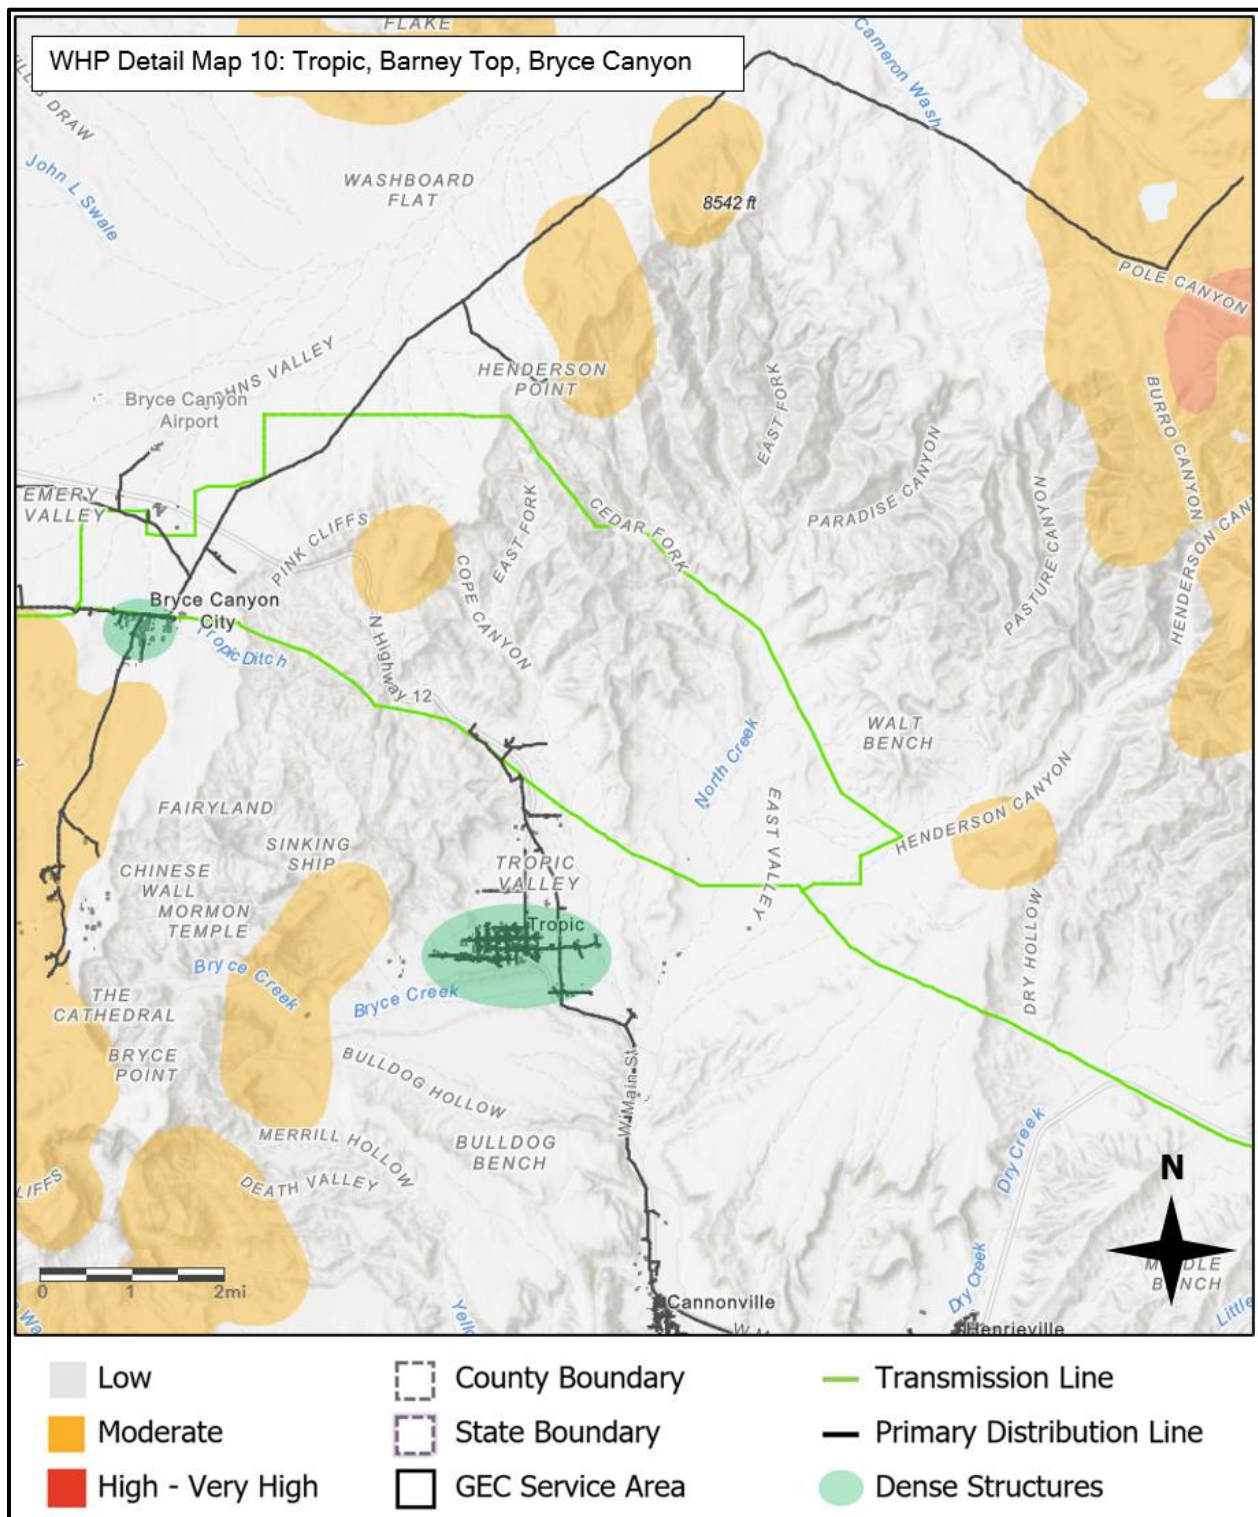 FLAKE
WHP Detail Map 10: Tropic, Barney Top, Bryce Canyon
Cameron Wash
DRAW
John L Swale
WASHBOARD
FLAT
8542 ft
POLE CANYON
HENDERSON
POINT
Bryce Canyon
Airport
VALLEY
EAST FORK
BURRO CANYON
PARADISE CANYON
EMERY
VALLEY
PINK CLIFFS
EAST FORK
CEDAR FORK
PASTURE CANYON
HENDERSON
COPE CANYON
Bryce Canyon
City
Tropic Ditch
N Highway 12
WALT
BENCH
North Creek
FAIRYLAND
SINKING
SHIP
EAST VALLEY
HENDERSON CANYON
CHINESE
WALL
TROPIC
VALLEY
MORMON
TEMPLE
Tropic
DRY HOLLOW
Bryce Creek
Bryce Creek
THE
CATHEDRAL
BRYCE
POINT
BULLDOG HOLLOW
W Main St
MERRILL HOLLOW
BULLDOG
BENCH
DEATH VALLEY
Dry Creek
N
LIFFS
0 1 2mi
Dry Creek
BENCH
Cannonville
Henrieville
Little
Low
County Boundary
Transmission Line
Moderate
State Boundary
Primary Distribution Line
High - Very High
GEC Service Area
Dense Structures